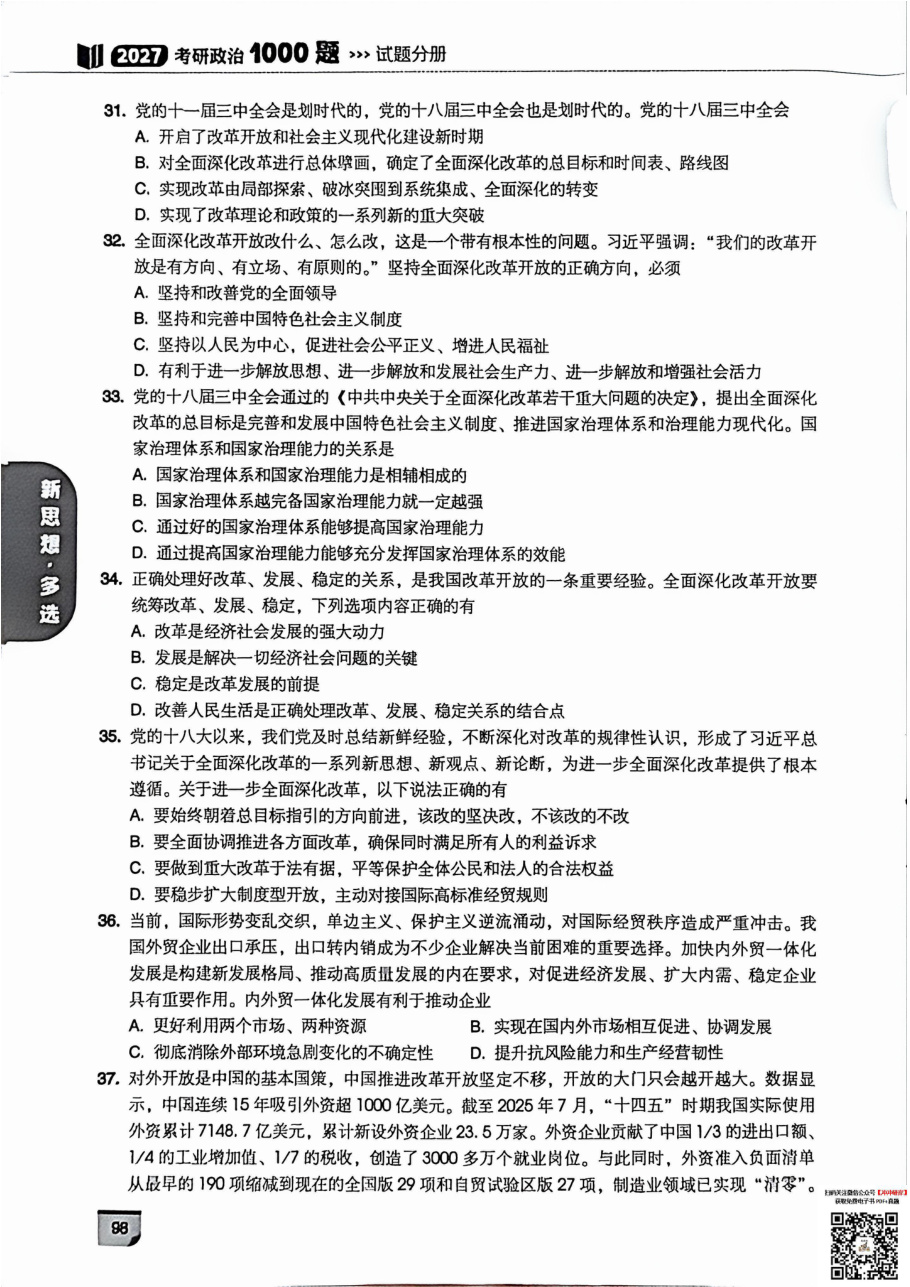 2027 考研政治1000题 >>> 试题分册
31. 党的十一届三中全会是划时代的，党的十八届三中全会也是划时代的。党的十八届三中全会
A. 开启了改革开放和社会主义现代化建设新时期
B. 对全面深化改革进行总体擘画，确定了全面深化改革的总目标和时间表、路线图
C. 实现改革由局部探索、破冰突围到系统集成、全面深化的转变
D. 实现了改革理论和政策的一系列新的重大突破
32. 全面深化改革开放改什么、怎么改，这是一个带有根本性的问题。习近平强调：“我们的改革开
放是有方向、有立场、有原则的。”坚持全面深化改革开放的正确方向，必须
A. 坚持和改善党的全面领导
B. 坚持和完善中国特色社会主义制度
C. 坚持以人民为中心，促进社会公平正义、增进人民福祉
D. 有利于进一步解放思想、进一步解放和发展社会生产力、进一步解放和增强社会活力
33. 党的十八届三中全会通过的《中共中央关于全面深化改革若干重大问题的决定》，提出全面深化
改革的总目标是完善和发展中国特色社会主义制度、推进国家治理体系和治理能力现代化。国
家治理体系和国家治理能力的关系是
A. 国家治理体系和国家治理能力是相辅相成的
B. 国家治理体系越完备国家治理能力就一定越强
C. 通过好的国家治理体系能够提高国家治理能力
D. 通过提高国家治理能力能够充分发挥国家治理体系的效能
新思想·多选
34. 正确处理好改革、发展、稳定的关系，是我国改革开放的一条重要经验。全面深化改革开放要
统筹改革、发展、稳定，下列选项内容正确的有
A. 改革是经济社会发展的强大动力
B. 发展是解决一切经济社会问题的关键
C. 稳定是改革发展的前提
D. 改善人民生活是正确处理改革、发展、稳定关系的结合点
35. 党的十八大以来，我们党及时总结新鲜经验，不断深化对改革的规律性认识，形成了习近平总
书记关于全面深化改革的一系列新思想、新观点、新论断，为进一步全面深化改革提供了根本
遵循。关于进一步全面深化改革，以下说法正确的有
A. 要始终朝着总目标指引的方向前进，该改的坚决改，不该改的不改
B. 要全面协调推进各方面改革，确保同时满足所有人的利益诉求
C. 要做到重大改革于法有据，平等保护全体公民和法人的合法权益
D. 要稳步扩大制度型开放，主动对接国际高标准经贸规则
36. 当前，国际形势变乱交织，单边主义、保护主义逆流涌动，对国际经贸秩序造成严重冲击。我
国外贸企业出口承压，出口转内销成为不少企业解决当前困难的重要选择。加快内外贸一体化
发展是构建新发展格局、推动高质量发展的内在要求，对促进经济发展、扩大内需、稳定企业
具有重要作用。内外贸一体化发展有利于推动企业
A. 更好利用两个市场、两种资源 B. 实现在国内外市场相互促进、协调发展
C. 彻底消除外部环境急剧变化的不确定性 D. 提升抗风险能力和生产经营韧性
37. 对外开放是中国的基本国策，中国推进改革开放坚定不移，开放的大门只会越开越大。数据显
示，中国连续15年吸引外资超1000亿美元。截至2025年7月，“十四五”时期我国实际使用
外资累计7148.7亿美元，累计新设外资企业23.5万家。外资企业贡献了中国1/3的进出口额、
1/4的工业增加值、1/7的税收，创造了3000多万个就业岗位。与此同时，外资准入负面清单
从最早的190项缩减到现在的全国版29项和自贸试验区版27项，制造业领域已实现“清零”。
98
扫码关注微信公众号【冲冲研友】
获取免费电子书PDF+真题